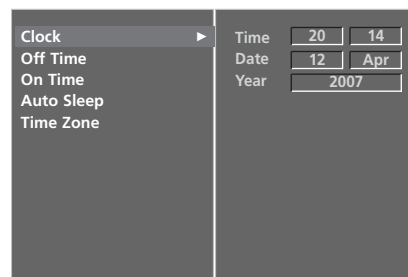 Clock ►
Off Time
On Time
Auto Sleep
Time Zone
Time 20 14
Date 12 Apr
Year 2007